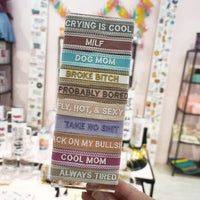 CRYING IS COOL
MILF
DOG MOM
BROKE BITCH
PROBABLY BORED
FLY, HOT, & SEXY
TAKE NO SHIT
ICK ON MY BULLSH
COOL MOM
ALWAYS TIRED